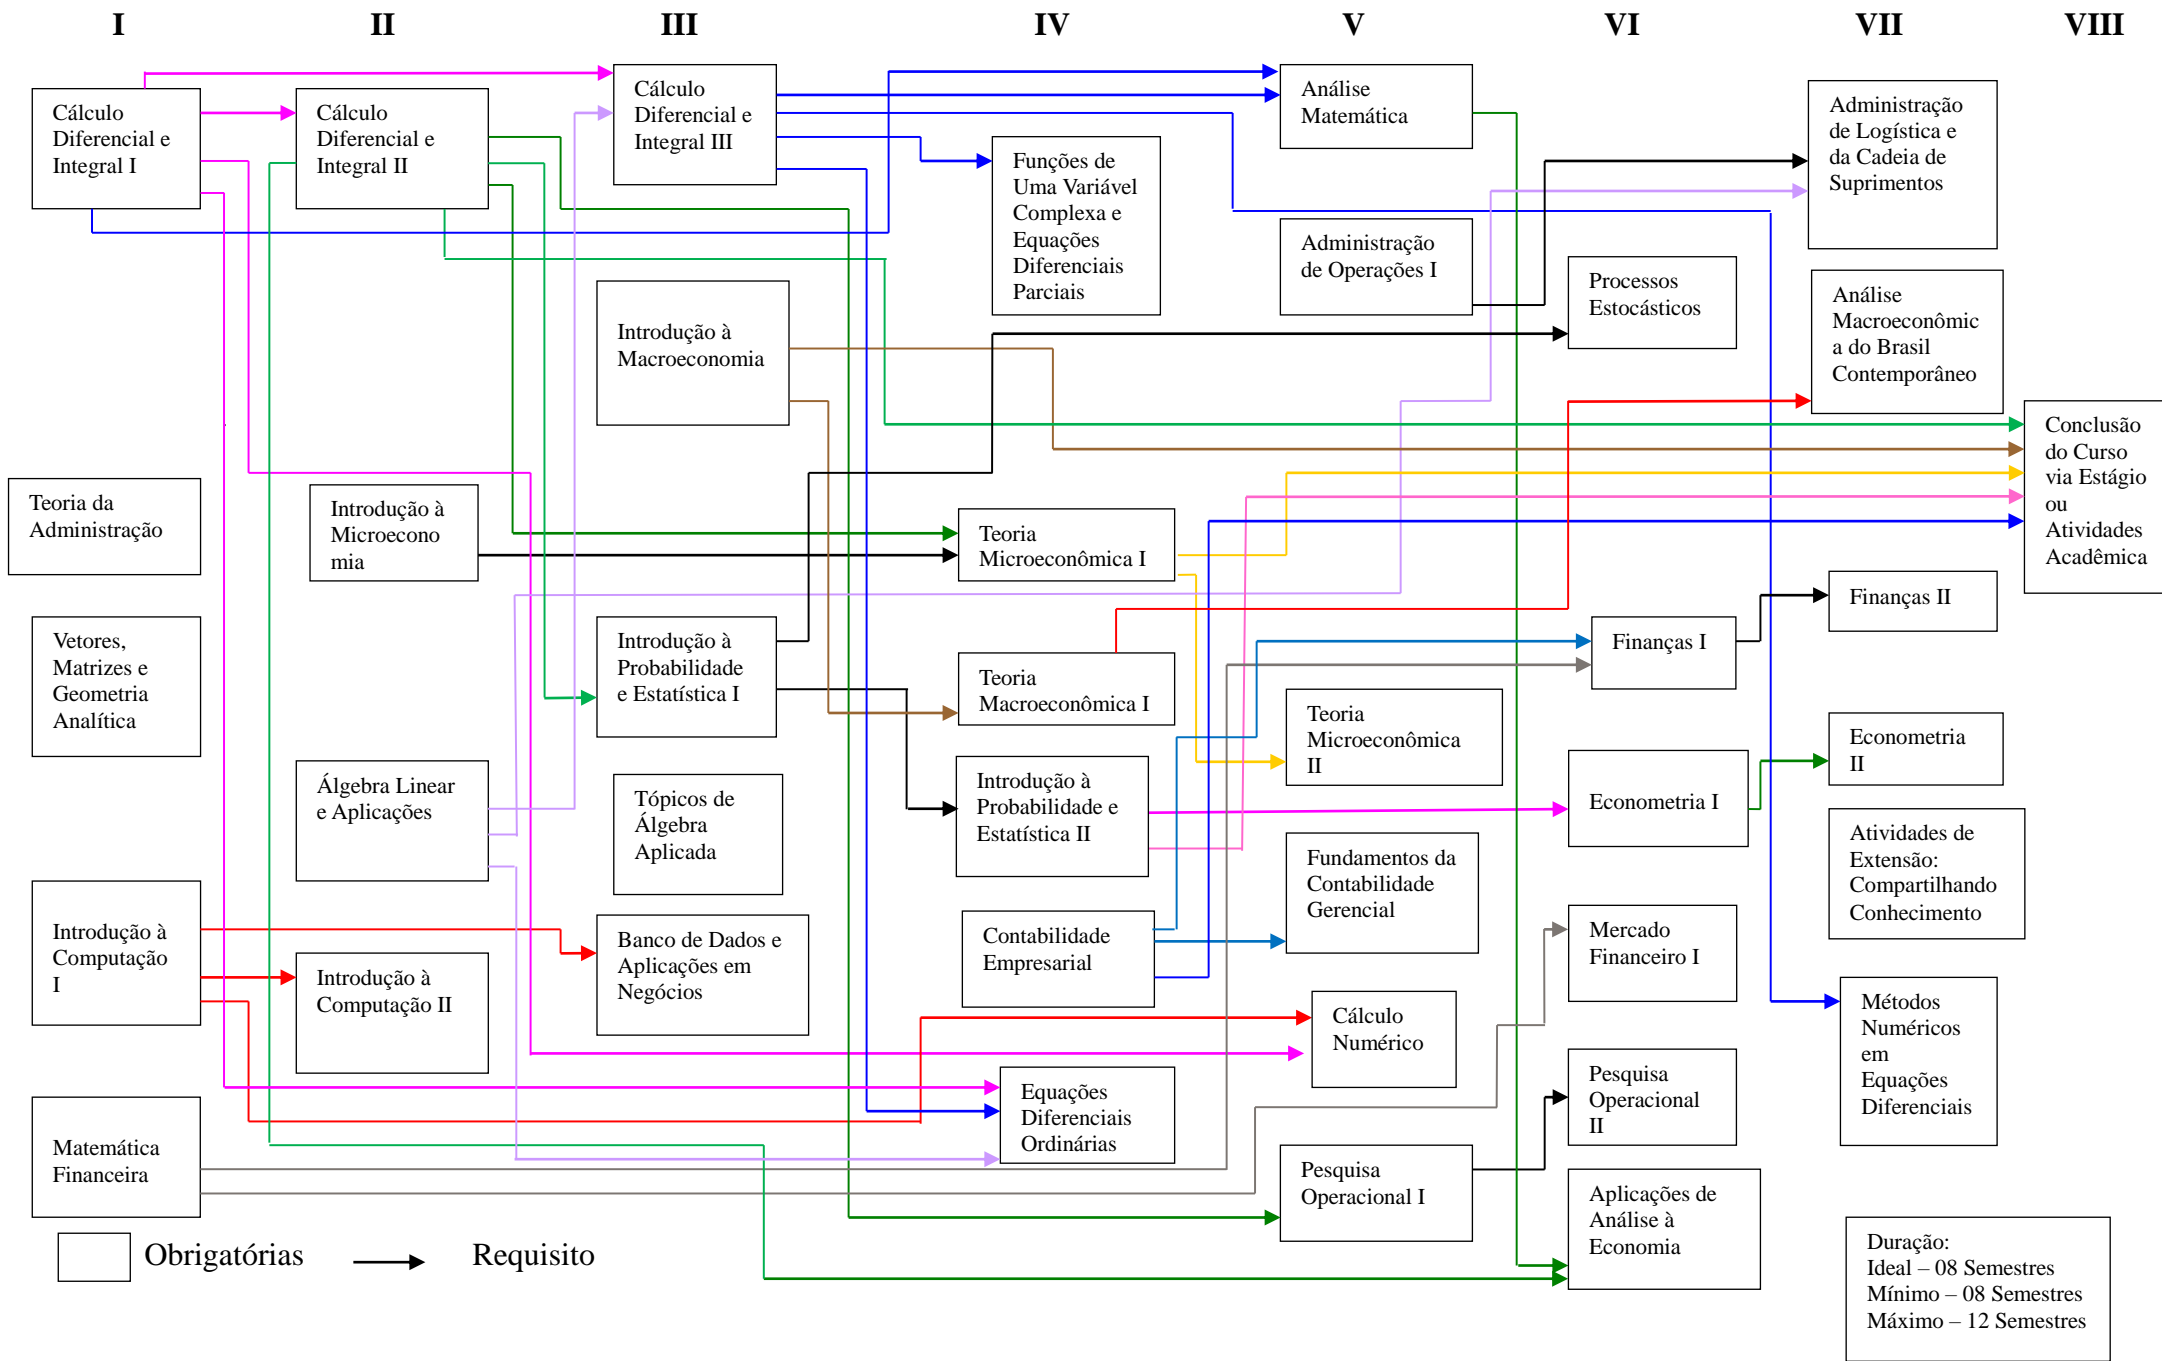 I II III IV V VI VII VIII
Cálculo
Diferencial e
Integral I
Teoria da
Administração
Vetores,
Matrizes e
Geometria
Analítica
Introdução à
Computação
I
Matemática
Financeira
Cálculo
Diferencial e
Integral II
Introdução à
Microecono
mia
Álgebra Linear
e Aplicações
Introdução à
Computação II
Cálculo
Diferencial e
Integral III
Introdução à
Macroeconomia
Introdução à
Probabilidade
e Estatística I
Tópicos de
Álgebra
Aplicada
Banco de Dados e
Aplicações em
Negócios
Funções de
Uma Variável
Complexa e
Equações
Diferenciais
Parciais
Teoria
Microeconômica I
Teoria
Macroeconômica I
Introdução à
Probabilidade e
Estatística II
Contabilidade
Empresarial
Equações
Diferenciais
Ordinárias
Análise
Matemática
Administração
de Operações I
Teoria
Microeconômica
II
Fundamentos da
Contabilidade
Gerencial
Cálculo
Numérico
Pesquisa
Operacional I
Processos
Estocásticos
Finanças I
Econometria I
Mercado
Financeiro I
Pesquisa
Operacional
II
Aplicações de
Análise à
Economia
Administração
de Logística e
da Cadeia de
Suprimentos
Análise
Macroeconômic
a do Brasil
Contemporâneo
Finanças II
Econometria
II
Atividades de
Extensão:
Compartilhando
Conhecimento
Métodos
Numéricos
em
Equações
Diferenciais
Conclusão
do Curso
via Estágio
ou
Atividades
Acadêmica
Obrigatórias
Requisito
Duração:
Ideal – 08 Semestres
Mínimo – 08 Semestres
Máximo – 12 Semestres